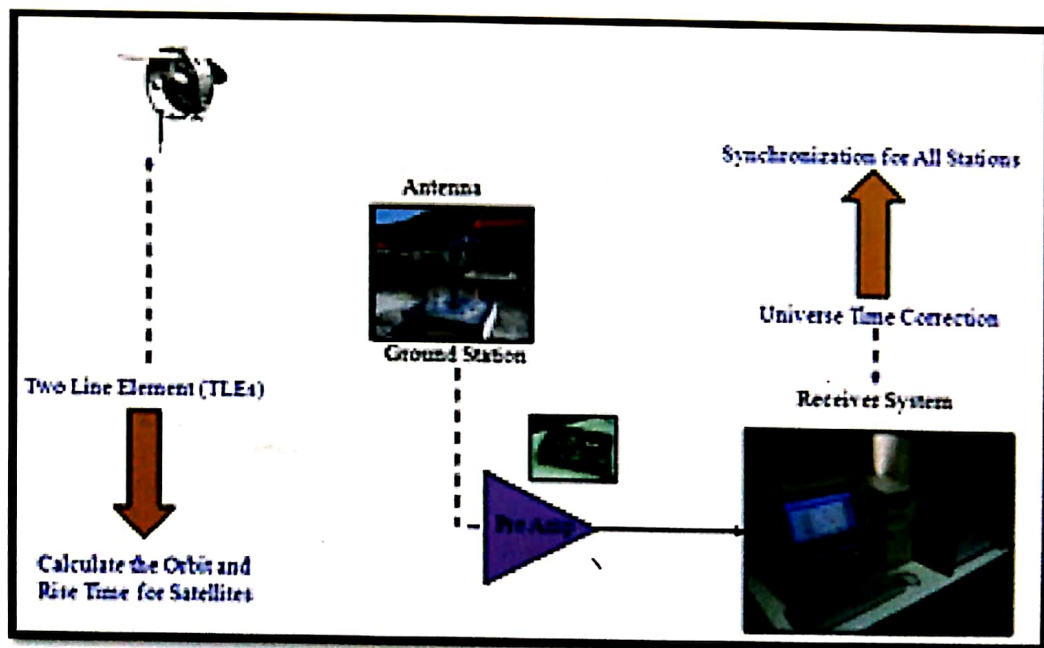 Synchronization for All Stations
Antenna
Universe Time Correction
Ground Station
Two Line Element (TLEs)
Receiver System
Pre Amp
Calculate the Orbit and
Rise Time for Satellites